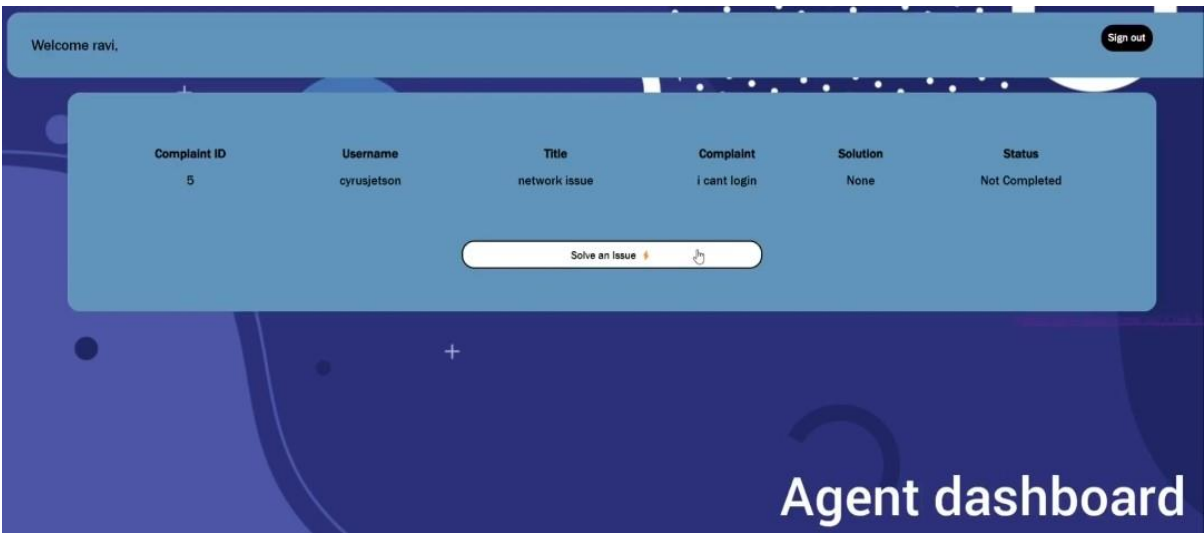 Welcome ravi,
Sign out
Complaint ID Username Title Complaint Solution Status
5 cyrusjetson network issue i cant login None Not Completed
Solve an Issue
Agent dashboard